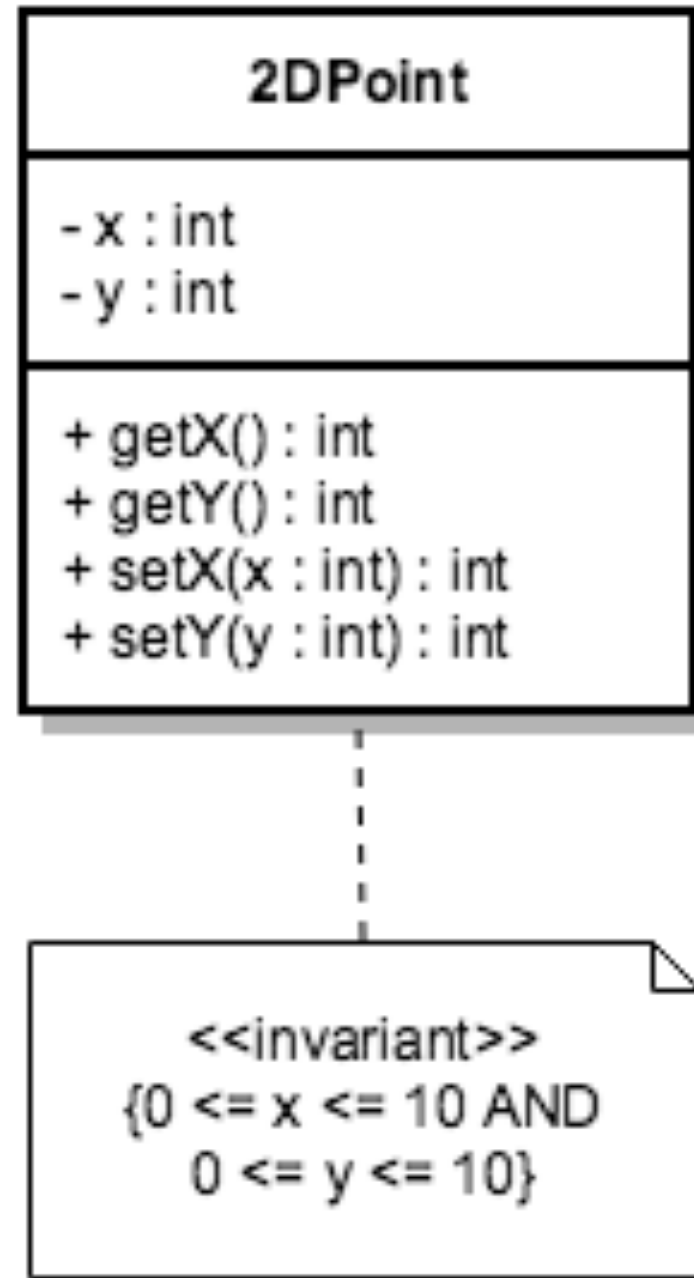 2DPoint
- x : int
- y : int
+ getX() : int
+ getY() : int
+ setX(x : int) : int
+ setY(y : int) : int
<<invariant>>
{0 <= x <= 10 AND
0 <= y <= 10}